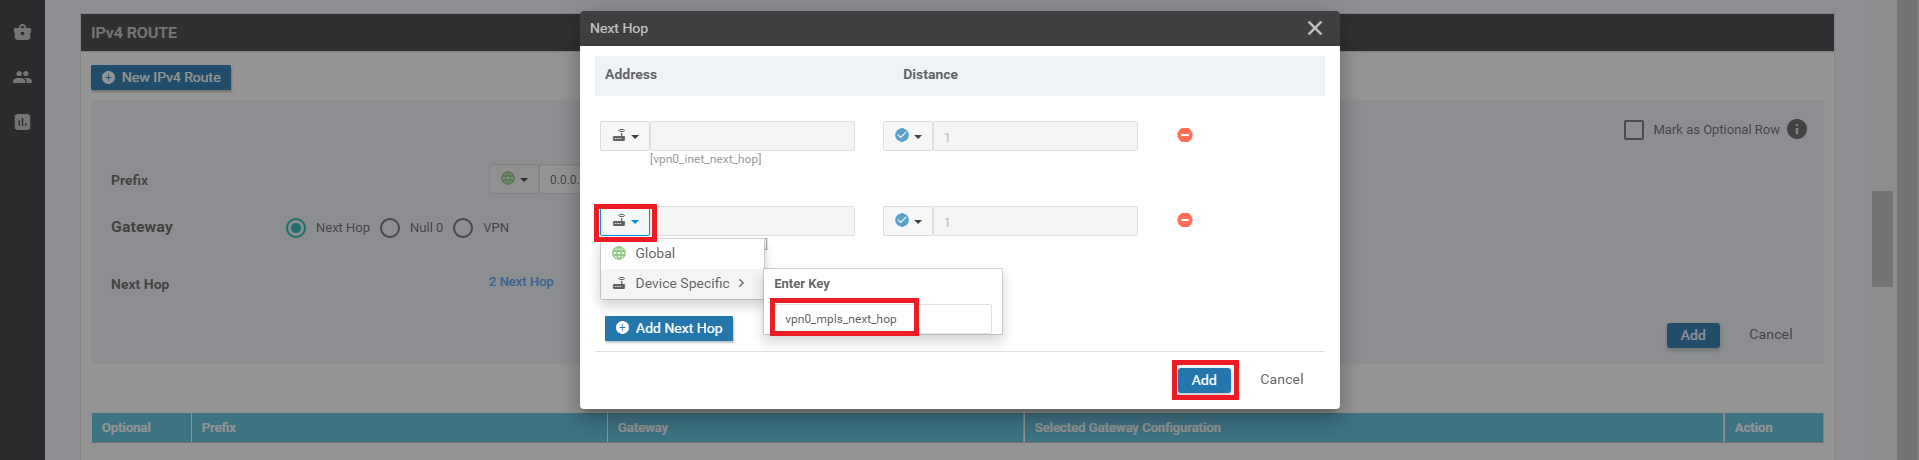 Next Hop
IPv4 ROUTE
Address Distance
New IPv4 Route
1
Mark as Optional Row
[vpn0_inet_next_hop]
Prefix
0.0.0.
Gateway
Next Hop Null 0 VPN
1
]
Global
Next Hop
2 Next Hop
Device Specific
Enter Key
vpn0_mpls_next_hop
Add Next Hop
Add Cancel
Add Cancel
Optional Prefix Gateway Selected Gateway Configuration Action